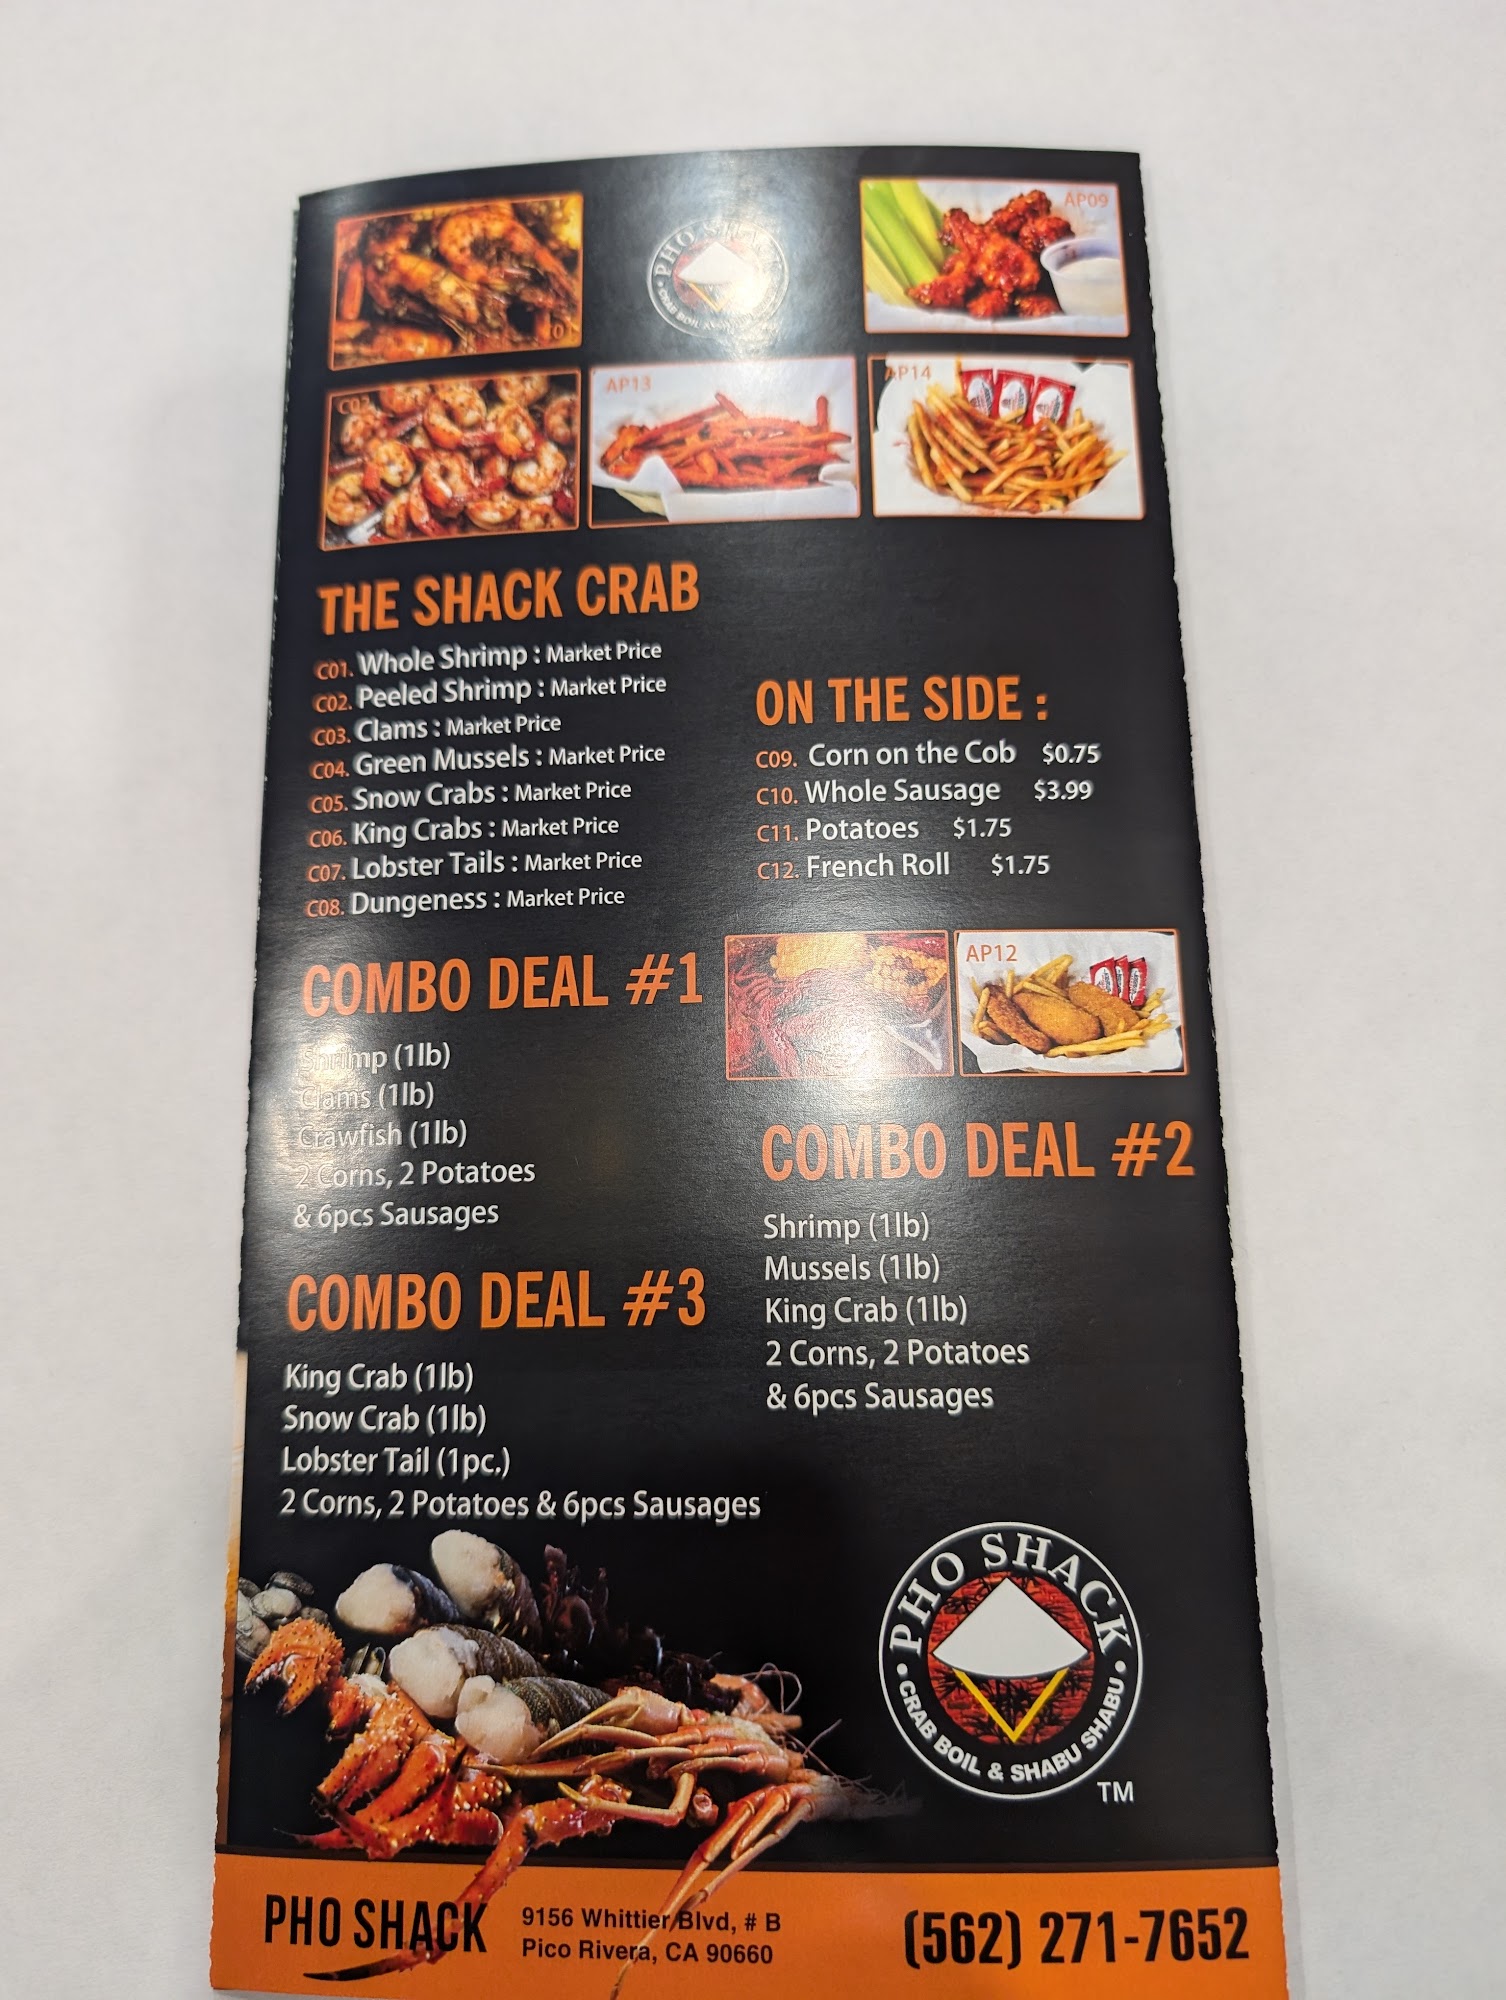 C01
PHO SHACK
CRAB BOIL
AP09
C02
AP13
AP14
THE SHACK CRAB
C01. Whole Shrimp : Market Price
C02. Peeled Shrimp : Market Price
C03. Clams : Market Price
C04. Green Mussels : Market Price
C05. Snow Crabs : Market Price
C06. King Crabs : Market Price
C07. Lobster Tails : Market Price
C08. Dungeness : Market Price
ON THE SIDE :
C09. Corn on the Cob $0.75
C10. Whole Sausage $3.99
C11. Potatoes $1.75
C12. French Roll $1.75
AP12
COMBO DEAL #1
Shrimp (1lb)
Clams (1lb)
Crawfish (1lb)
2 Corns, 2 Potatoes
& 6pcs Sausages
COMBO DEAL #2
Shrimp (1lb)
Mussels (1lb)
King Crab (1lb)
2 Corns, 2 Potatoes
& 6pcs Sausages
COMBO DEAL #3
King Crab (1lb)
Snow Crab (1lb)
Lobster Tail (1pc.)
2 Corns, 2 Potatoes & 6pcs Sausages
PHO SHACK
• CRAB BOIL & SHABU SHABU •
TM
PHO SHACK
9156 Whittier Blvd, # B
Pico Rivera, CA 90660
(562) 271-7652